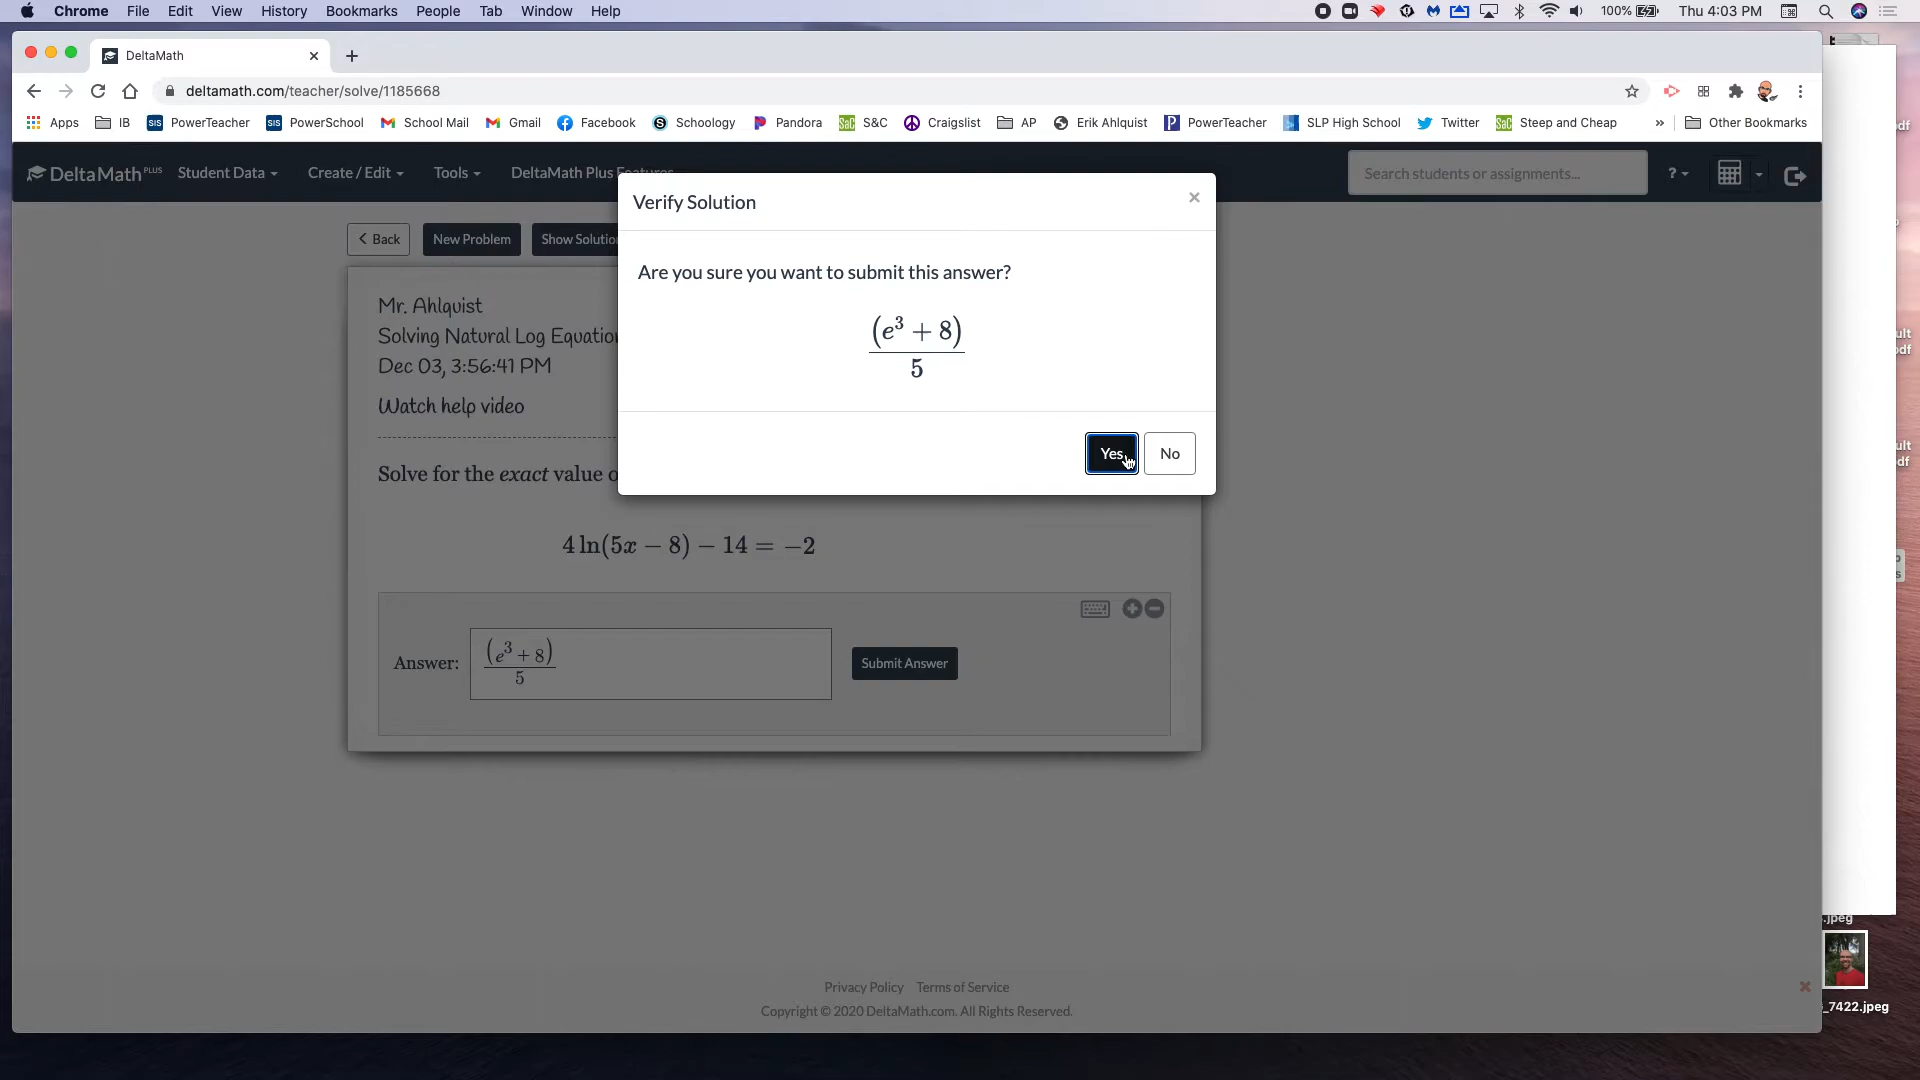 Chrome File Edit View History Bookmarks People Tab Window Help 100% Thu 4:03 PM
DeltaMath
deltamath.com/teacher/solve/1185668
Apps IB PowerTeacher PowerSchool School Mail Gmail Facebook Schoology Pandora S&C Craigslist AP Erik Ahlquist PowerTeacher SLP High School Twitter Steep and Cheap » Other Bookmarks
DeltaMath PLUS Student Data Create / Edit Tools DeltaMath Plus Features Search students or assignments... ?
Verify Solution ×
Back New Problem Show Solutio
Are you sure you want to submit this answer?
(e³ + 8)
5
Mr. Ahlquist
Solving Natural Log Equation
Dec 03, 3:56:41 PM
Watch help video
Yes No
Solve for the exact value o
4 ln(5x − 8) − 14 = −2
Answer: (e³ + 8)
5
Submit Answer
Privacy Policy Terms of Service
Copyright © 2020 DeltaMath.com. All Rights Reserved.
.jpeg
_7422.jpeg